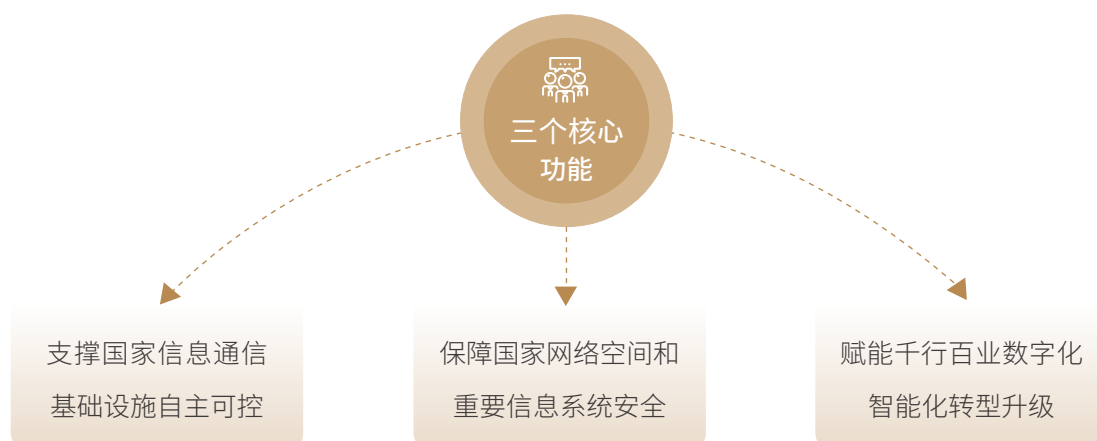 三个核心
功能
支撑国家信息通信
基础设施自主可控
保障国家网络空间和
重要信息系统安全
赋能千行百业数字化
智能化转型升级